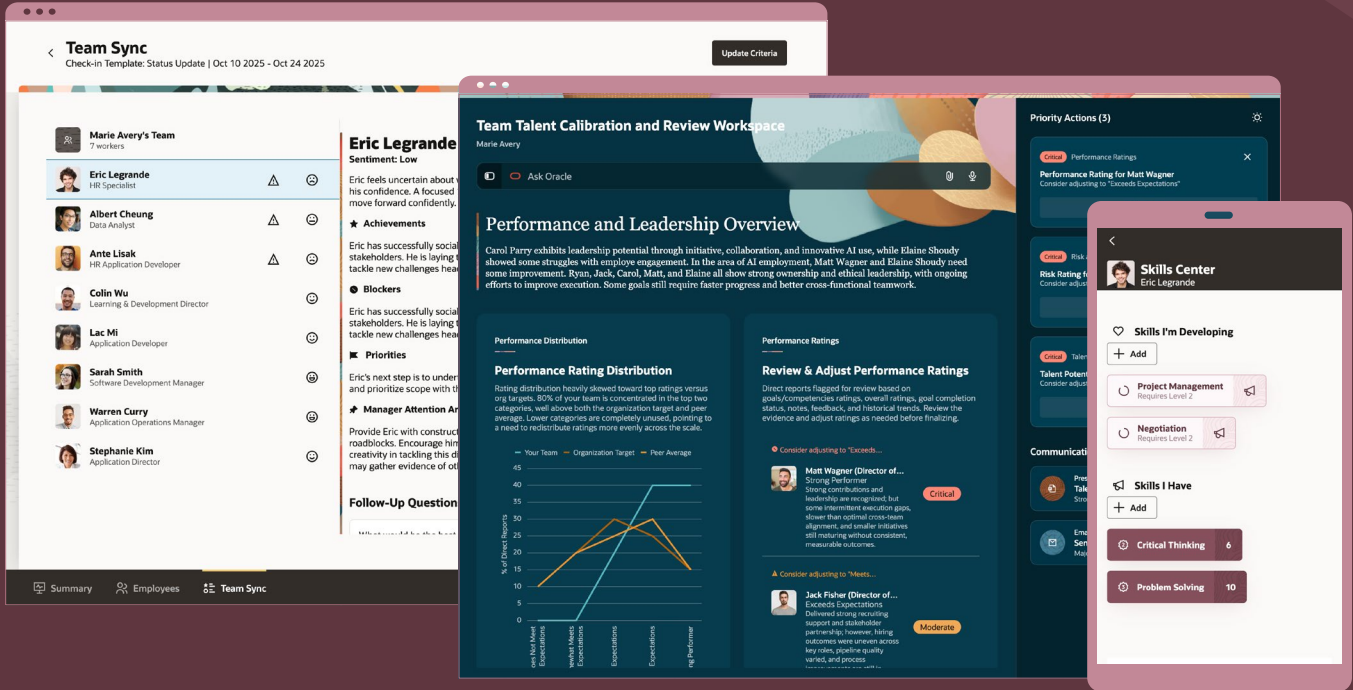 Team Sync
Check-in Template: Status Update | Oct 10 2025 - Oct 24 2025
Update Criteria
Marie Avery's Team
7 workers
Eric Legrande
HR Specialist
Albert Cheung
Data Analyst
Ante Lisak
HR Application Developer
Colin Wu
Learning & Development Director
Lac Mi
Application Developer
Sarah Smith
Software Development Manager
Warren Curry
Application Operations Manager
Stephanie Kim
Application Director
Eric Legrande
Sentiment: Low
Eric feels uncertain about
his confidence. A focused
move forward confidently.
Achievements
Eric has successfully social
stakeholders. He is laying
tackle new challenges
Blockers
Eric has successfully social
stakeholders. He is laying
tackle new challenges
Priorities
Eric's next step is to
and prioritize scope with
Manager Attention
Provide Eric with
roadblocks. Encourage him
creativity in tackling this
may gather evidence of
Follow-Up Question
Summary
Employees
Team Sync
Team Talent Calibration and Review Workspace
Marie Avery
Ask Oracle
Performance and Leadership Overview
Carol Parry exhibits leadership potential through initiative, collaboration, and innovative AI use, while Elaine Shoudy
showed some struggles with employe engagement. In the area of AI employment, Matt Wagner and Elaine Shoudy need
some improvement. Ryan, Jack, Carol, Matt, and Elaine all show strong ownership and ethical leadership, with ongoing
efforts to improve execution. Some goals still require faster progress and better cross-functional teamwork.
Performance Distribution
Performance Rating Distribution
Rating distribution heavily skewed toward top ratings versus
org targets. 80% of your team is concentrated in the top two
categories, well above both the organization target and peer
average. Lower categories are completely unused, pointing to
a need to redistribute ratings more evenly across the scale.
Your Team
Organization Target
Peer Average
% of Direct Reports
45
40
35
30
25
20
15
10
5
0
Not Meet
Expectations
Meets
Expectations
Expectations
Expectations
Performer
Performance Ratings
Review & Adjust Performance Ratings
Direct reports flagged for review based on
goals/competencies ratings, overall ratings, goal completion
status, notes, feedback, and historical trends. Review the
evidence and adjust ratings as needed before finalizing.
Consider adjusting to "Exceeds...
Matt Wagner (Director of...
Strong Performer
Strong contributions and
leadership are recognized; but
some intermittent execution gaps,
slower than optimal cross-team
alignment, and smaller initiatives
still maturing without consistent,
measurable outcomes.
Critical
Consider adjusting to "Meets...
Jack Fisher (Director of...
Exceeds Expectations
Delivered strong recruiting
support and stakeholder
partnership; however, hiring
outcomes were uneven across
key roles, pipeline quality
varied, and process
Moderate
Priority Actions (3)
Critical Performance Ratings
Performance Rating for Matt Wagner
Consider adjusting to "Exceeds Expectations"
Critical Risk
Risk Rating
Consider
Critical
Talent
Consider
Skills Center
Eric Legrande
Skills I'm Developing
+ Add
Project Management
Requires Level 2
Negotiation
Requires Level 2
Skills I Have
+ Add
Critical Thinking 6
Problem Solving 10